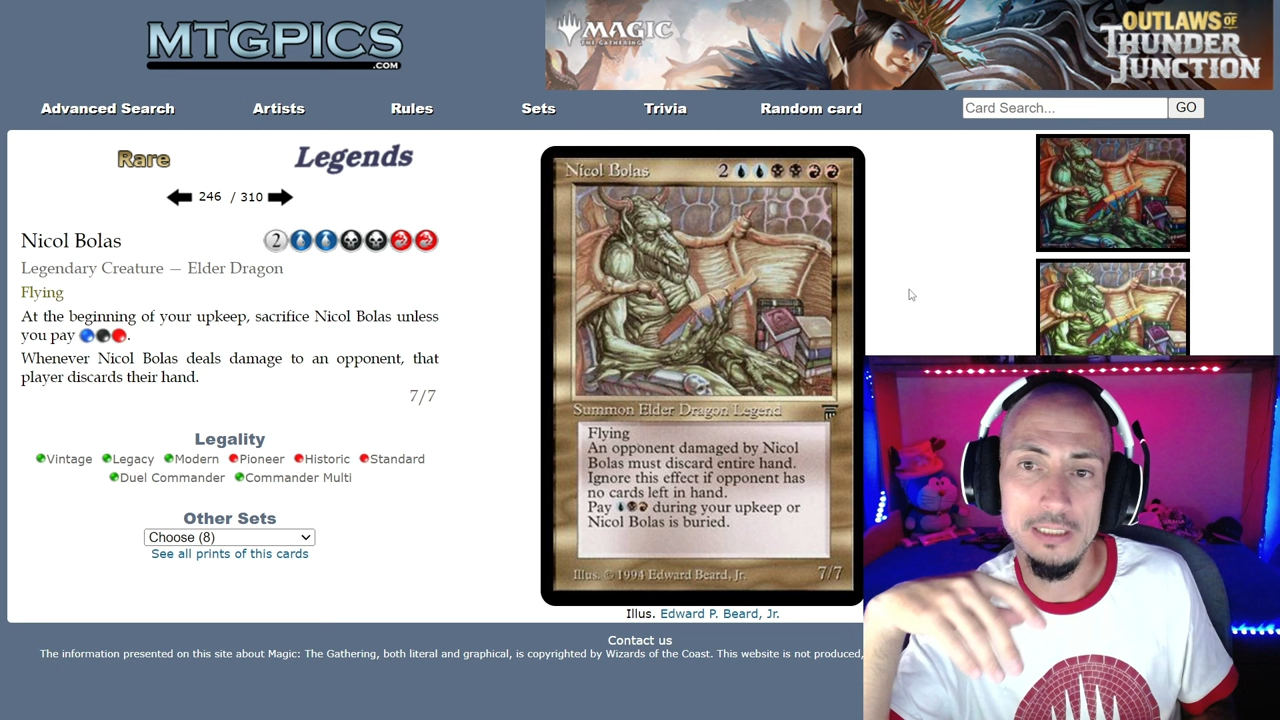 MTGPICS
.COM
MAGIC
THE GATHERING
OUTLAWS OF
THUNDER
JUNCTION
Advanced Search
Artists
Rules
Sets
Trivia
Random card
Card Search...
GO
Rare
Legends
246 / 310
Nicol Bolas
2
Legendary Creature — Elder Dragon
Flying
At the beginning of your upkeep, sacrifice Nicol Bolas unless
you pay .
Whenever Nicol Bolas deals damage to an opponent, that
player discards their hand.
7/7
Legality
Vintage Legacy Modern Pioneer Historic Standard
Duel Commander Commander Multi
Other Sets
Choose (8)
See all prints of this cards
Nicol Bolas 2
Summon Elder Dragon Legend
Flying
An opponent damaged by Nicol
Bolas must discard entire hand.
Ignore this effect if opponent has
no cards left in hand.
Pay during your upkeep or
Nicol Bolas is buried.
Illus. © 1994 Edward Beard, Jr. 7/7
Illus. Edward P. Beard, Jr.
Contact us
The information presented on this site about Magic: The Gathering, both literal and graphical, is copyrighted by Wizards of the Coast. This website is not produced,